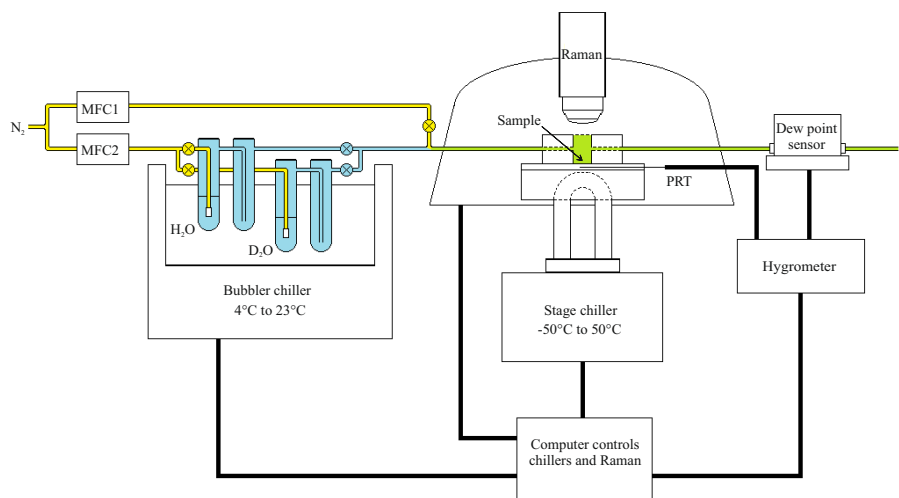 Raman
MFC1
N₂
MFC2
Sample
Dew point
sensor
PRT
H₂O
D₂O
Hygrometer
Bubbler chiller
4°C to 23°C
Stage chiller
-50°C to 50°C
Computer controls
chillers and Raman